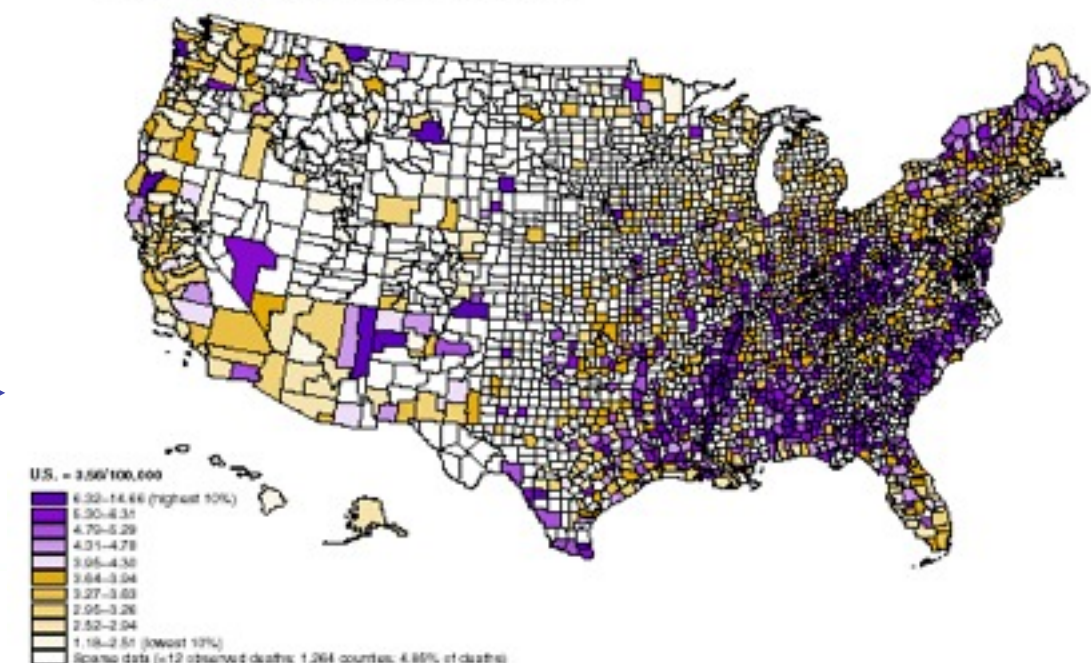 U.S. = 3.56/100,000
6.32–14.66 (highest 10%)
5.30–6.31
4.79–5.29
4.31–4.78
3.95–4.30
3.64–3.94
3.27–3.63
2.95–3.26
2.52–2.94
1.18–2.51 (lowest 10%)
Sparse data (<12 observed deaths; 1,264 counties; 4.85% of deaths)